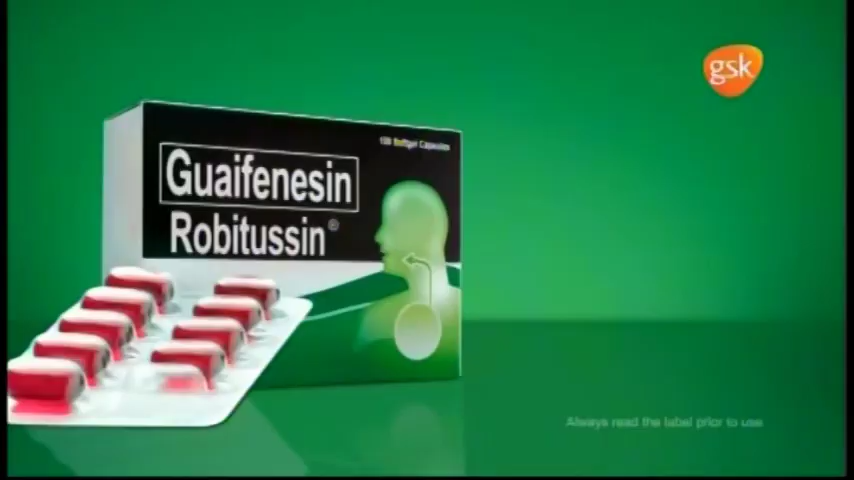 gsk
100 Softgel Capsules
Guaifenesin
Robitussin®
Always read the label prior to use